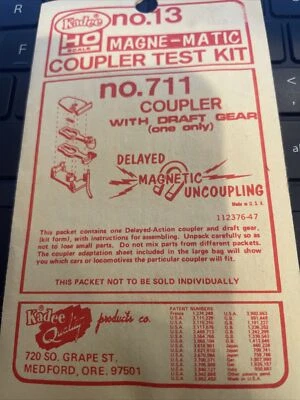 Kadee
HO
SCALE
no.13
MAGNE-MATIC
COUPLER TEST KIT
no.711
COUPLER
WITH DRAFT GEAR
(one only)
DELAYED
MAGNETIC
UNCOUPLING
Made in U.S.A.
112376-47
This packet contains one Delayed-Action coupler and draft gear,
(kit form), with instructions for assembling. Unpack carefully so as
not to lose small parts. Do not mix parts from different packets.
The coupler adaptation sheet included in the large bag will show
you which cars or locomotives the particular coupler will fit.
THIS PACKET NOT TO BE SOLD INDIVIDUALLY
Kadee
Quality
products co.
720 SO. GRAPE ST.
MEDFORD, ORE. 97501
PATENT NUMBERS: